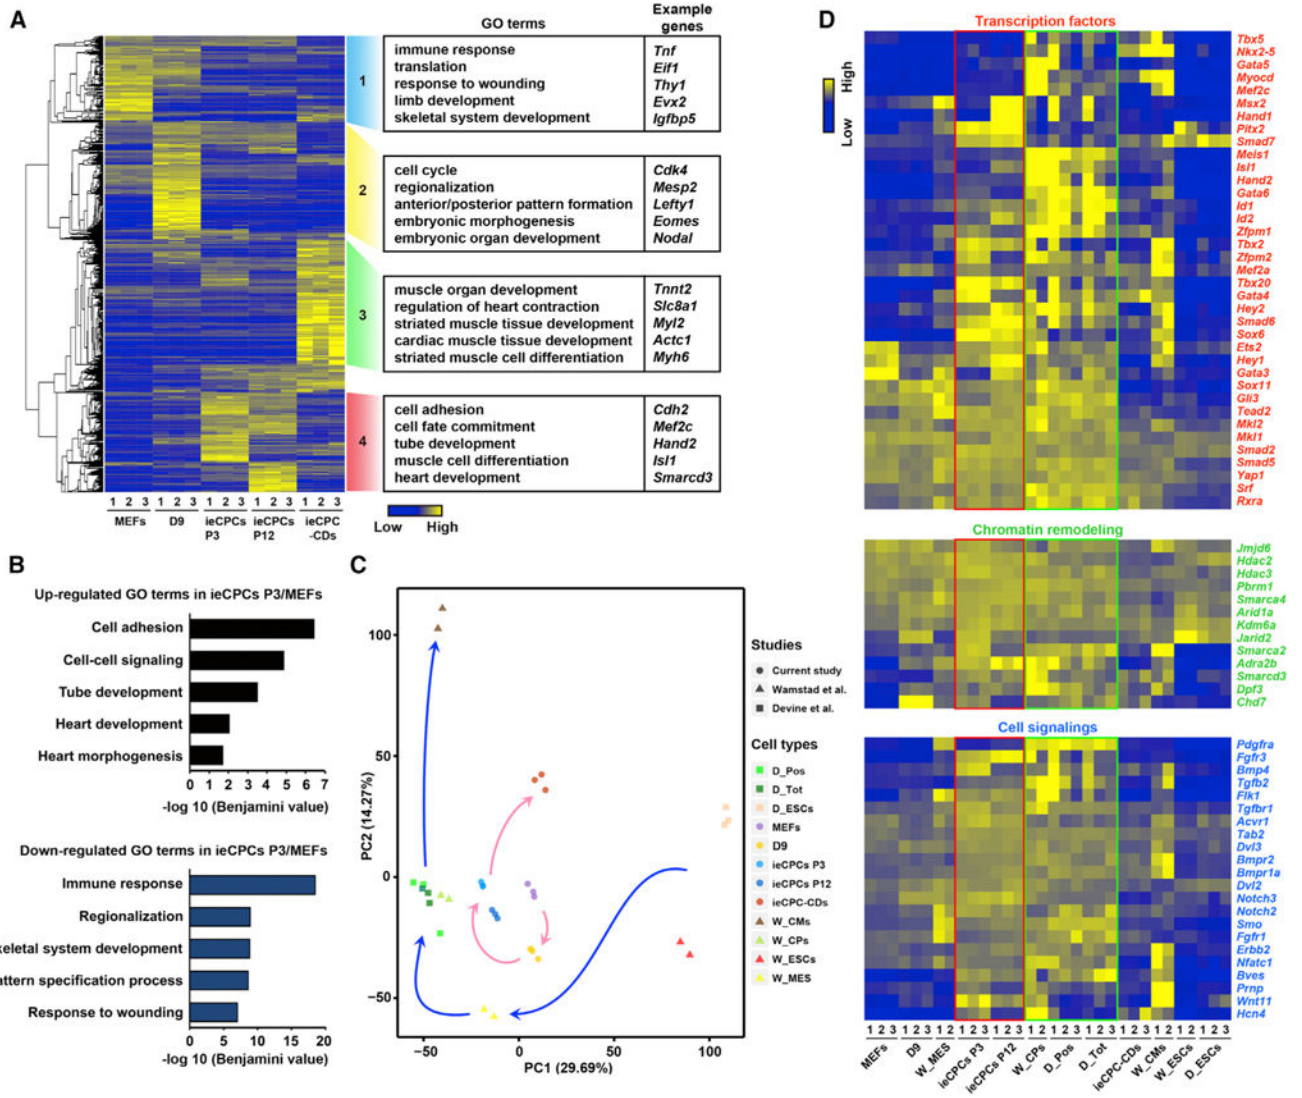 A
GO terms
Example genes
1
immune response Tnf
translation Eif1
response to wounding Thy1
limb development Evx2
skeletal system development Igfbp5
2
cell cycle Cdk4
regionalization Mesp2
anterior/posterior pattern formation Lefty1
embryonic morphogenesis Eomes
embryonic organ development Nodal
3
muscle organ development Tnnt2
regulation of heart contraction Slc8a1
striated muscle tissue development Myl2
cardiac muscle tissue development Actc1
striated muscle cell differentiation Myh6
4
cell adhesion Cdh2
cell fate commitment Mef2c
tube development Hand2
muscle cell differentiation Isl1
heart development Smarcd3
1 2 3 1 2 3 1 2 3 1 2 3 1 2 3
MEFs D9 ieCPCs P3 ieCPCs P12 ieCPC -CDs
Low High
B
Up-regulated GO terms in ieCPCs P3/MEFs
Cell adhesion
Cell-cell signaling
Tube development
Heart development
Heart morphogenesis
0 1 2 3 4 5 6 7
-log 10 (Benjamini value)
Down-regulated GO terms in ieCPCs P3/MEFs
Immune response
Regionalization
keletal system development
attern specification process
Response to wounding
0 5 10 15 20
-log 10 (Benjamini value)
C
PC2 (14.27%)
100
50
0
−50
−50 0 50 100
PC1 (29.69%)
Studies
Current study
Wamstad et al.
Devine et al.
Cell types
D_Pos
D_Tot
D_ESCs
MEFs
D9
ieCPCs P3
ieCPCs P12
ieCPC-CDs
W_CMs
W_CPs
W_ESCs
W_MES
D
Transcription factors
High
Low
Tbx5
Nkx2-5
Gata5
Myocd
Mef2c
Msx2
Hand1
Pitx2
Smad7
Meis1
Isl1
Hand2
Gata6
Id1
Id2
Zfpm1
Tbx2
Zfpm2
Mef2a
Tbx20
Gata4
Hey2
Smad6
Sox6
Ets2
Hey1
Gata3
Sox11
Gli3
Tead2
Mkl2
Mkl1
Smad2
Smad5
Yap1
Srf
Rxra
Chromatin remodeling
Jmjd6
Hdac2
Hdac3
Pbrm1
Smarca4
Arid1a
Kdm6a
Jarid2
Smarca2
Adra2b
Smarcd3
Dpf3
Chd7
Cell signalings
Pdgfra
Fgfr3
Bmp4
Tgfb2
Flk1
Tgfbr1
Acvr1
Tab2
Dvl3
Bmpr2
Bmpr1a
Dvl2
Notch3
Notch2
Smo
Fgfr1
Erbb2
Nfatc1
Bves
Prnp
Wnt11
Hcn4
1 2 3 1 2 3 1 2 1 2 3 1 2 3 1 2 1 2 3 1 2 3 1 2 3 1 2 1 2 1 2 3
MEFs D9 W_MES ieCPCs P3 ieCPCs P12 W_CPs D_Pos D_Tot ieCPC-CDs W_CMs W_ESCs D_ESCs